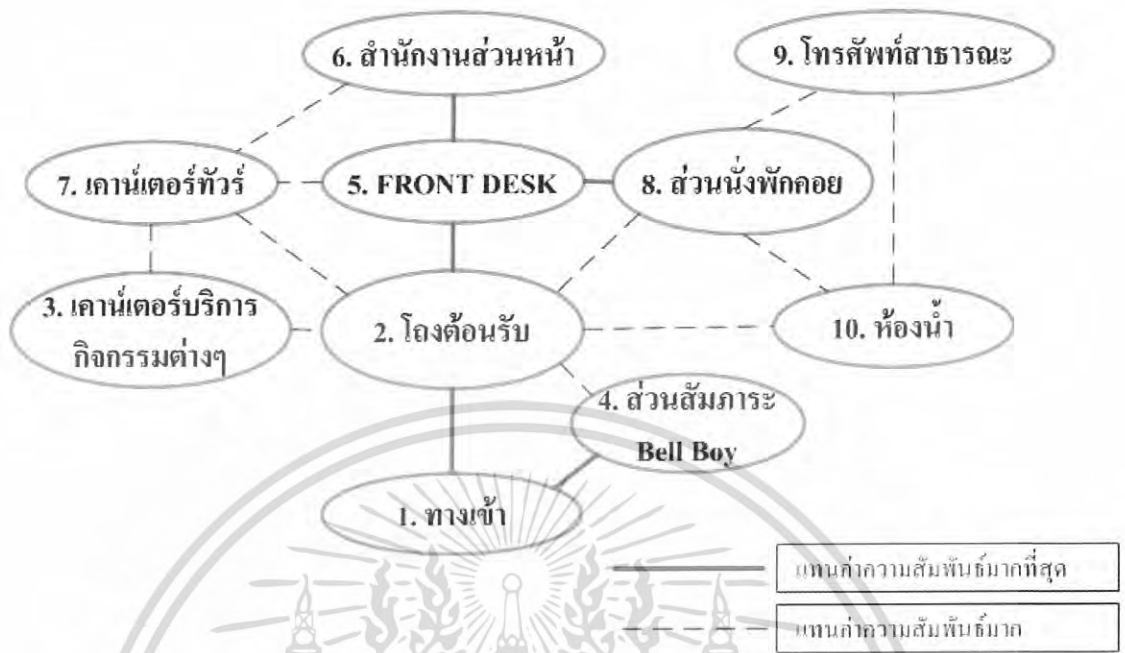 6. สำนักงานส่วนหน้า
9. โทรศัพท์สาธารณะ
7. เคาน์เตอร์ทัวร์
5. FRONT DESK
8. ส่วนนั่งพักคอย
3. เคาน์เตอร์บริการ
กิจกรรมต่างๆ
2. โถงต้อนรับ
10. ห้องน้ำ
4. ส่วนสัมภาระ
Bell Boy
1. ทางเข้า
แทนค่าความสัมพันธ์มากที่สุด
แทนค่าความสัมพันธ์มาก